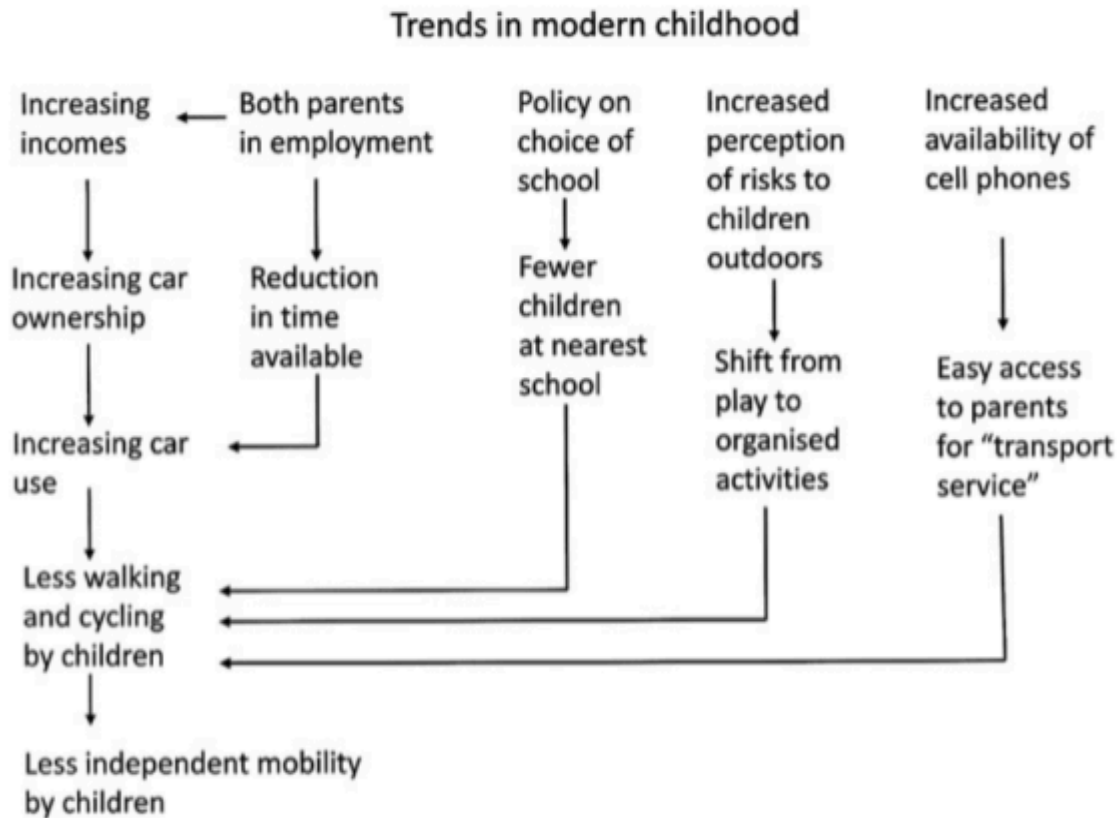 Trends in modern childhood
Increasing
incomes
Both parents
in employment
Policy on
choice of
school
Increased
perception
of risks to
children
outdoors
Increased
availability of
cell phones
Increasing car
ownership
Reduction
in time
available
Fewer
children
at nearest
school
Shift from
play to
organised
activities
Easy access
to parents
for “transport
service”
Increasing car
use
Less walking
and cycling
by children
Less independent mobility
by children